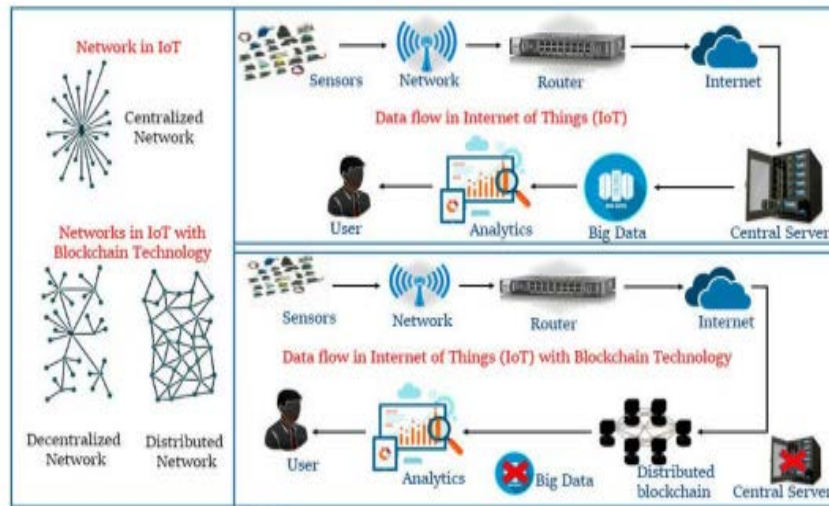 Network in IoT
Centralized
Network
Networks in IoT with
Blockchain Technology
Decentralized
Network
Distributed
Network
Sensors
Network
Router
Internet
Data flow in Internet of Things (IoT)
User
Analytics
Big Data
Central Server
Sensors
Network
Router
Internet
Data flow in Internet of Things (IoT) with Blockchain Technology
User
Analytics
Big Data
Distributed
blockchain
Central Server